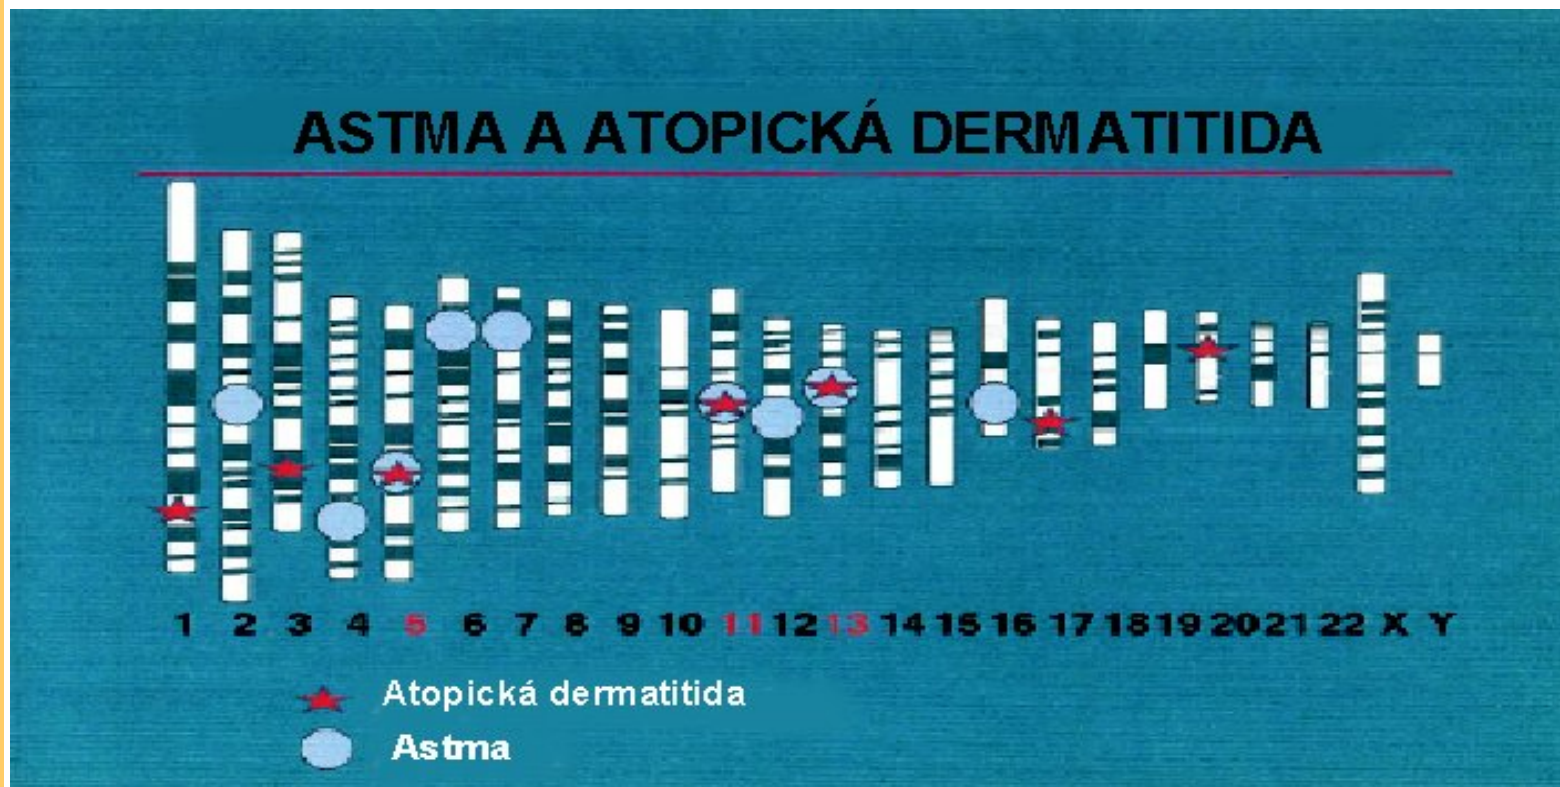 ASTMA A ATOPICKÁ DERMATITIDA
1 2 3 4 5 6 7 8 9 10 11 12 13 14 15 16 17 18 19 20 21 22 X Y
Atopická dermatitida
Astma